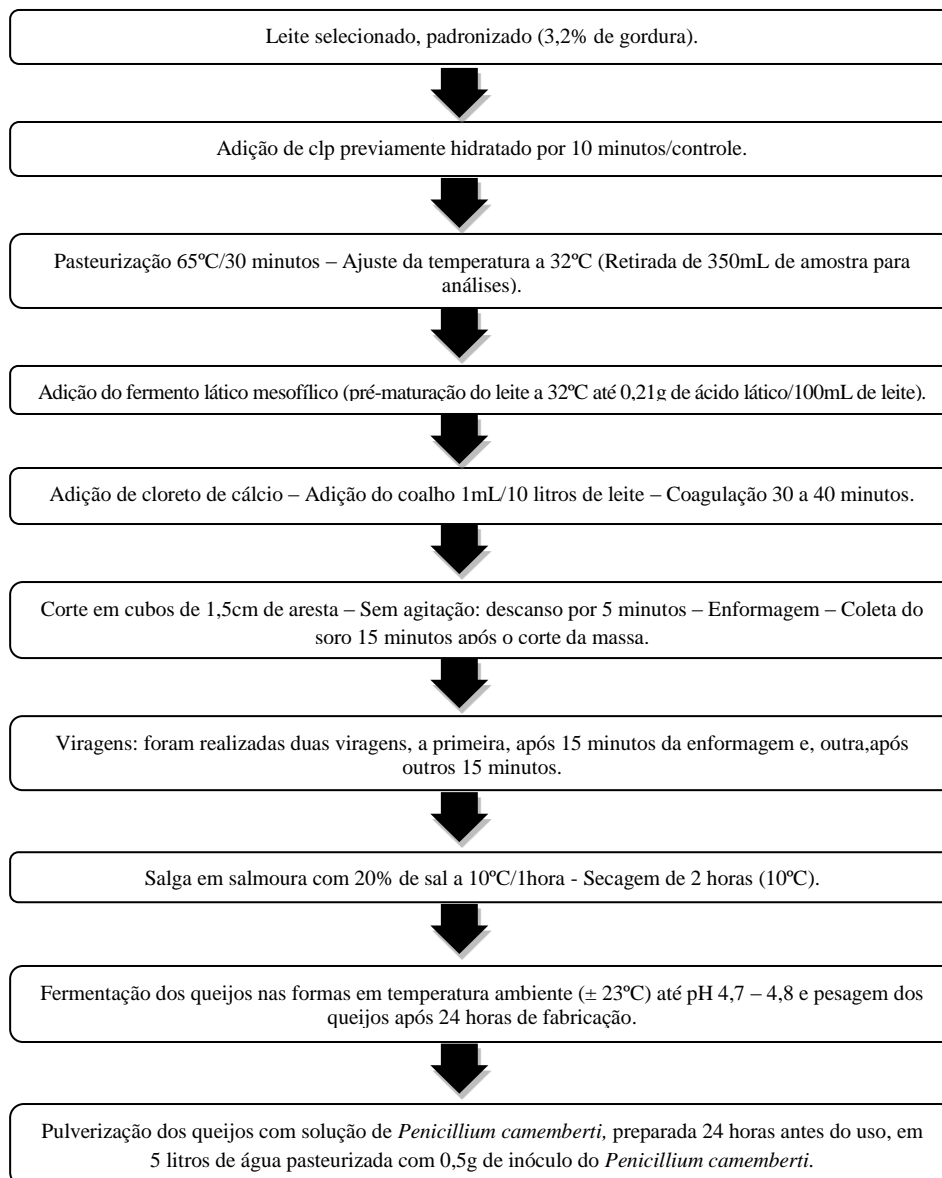 Leite selecionado, padronizado (3,2% de gordura).
Adição de clp previamente hidratado por 10 minutos/controle.
Pasteurização 65ºC/30 minutos – Ajuste da temperatura a 32ºC (Retirada de 350mL de amostra para
análises).
Adição do fermento lático mesofílico (pré-maturação do leite a 32ºC até 0,21g de ácido lático/100mL de leite).
Adição de cloreto de cálcio – Adição do coalho 1mL/10 litros de leite – Coagulação 30 a 40 minutos.
Corte em cubos de 1,5cm de aresta – Sem agitação: descanso por 5 minutos – Enformagem – Coleta do
soro 15 minutos após o corte da massa.
Viragens: foram realizadas duas viragens, a primeira, após 15 minutos da enformagem e, outra,após
outros 15 minutos.
Salga em salmoura com 20% de sal a 10ºC/1hora - Secagem de 2 horas (10ºC).
Fermentação dos queijos nas formas em temperatura ambiente (± 23ºC) até pH 4,7 – 4,8 e pesagem dos
queijos após 24 horas de fabricação.
Pulverização dos queijos com solução de Penicillium camemberti, preparada 24 horas antes do uso, em
5 litros de água pasteurizada com 0,5g de inóculo do Penicillium camemberti.